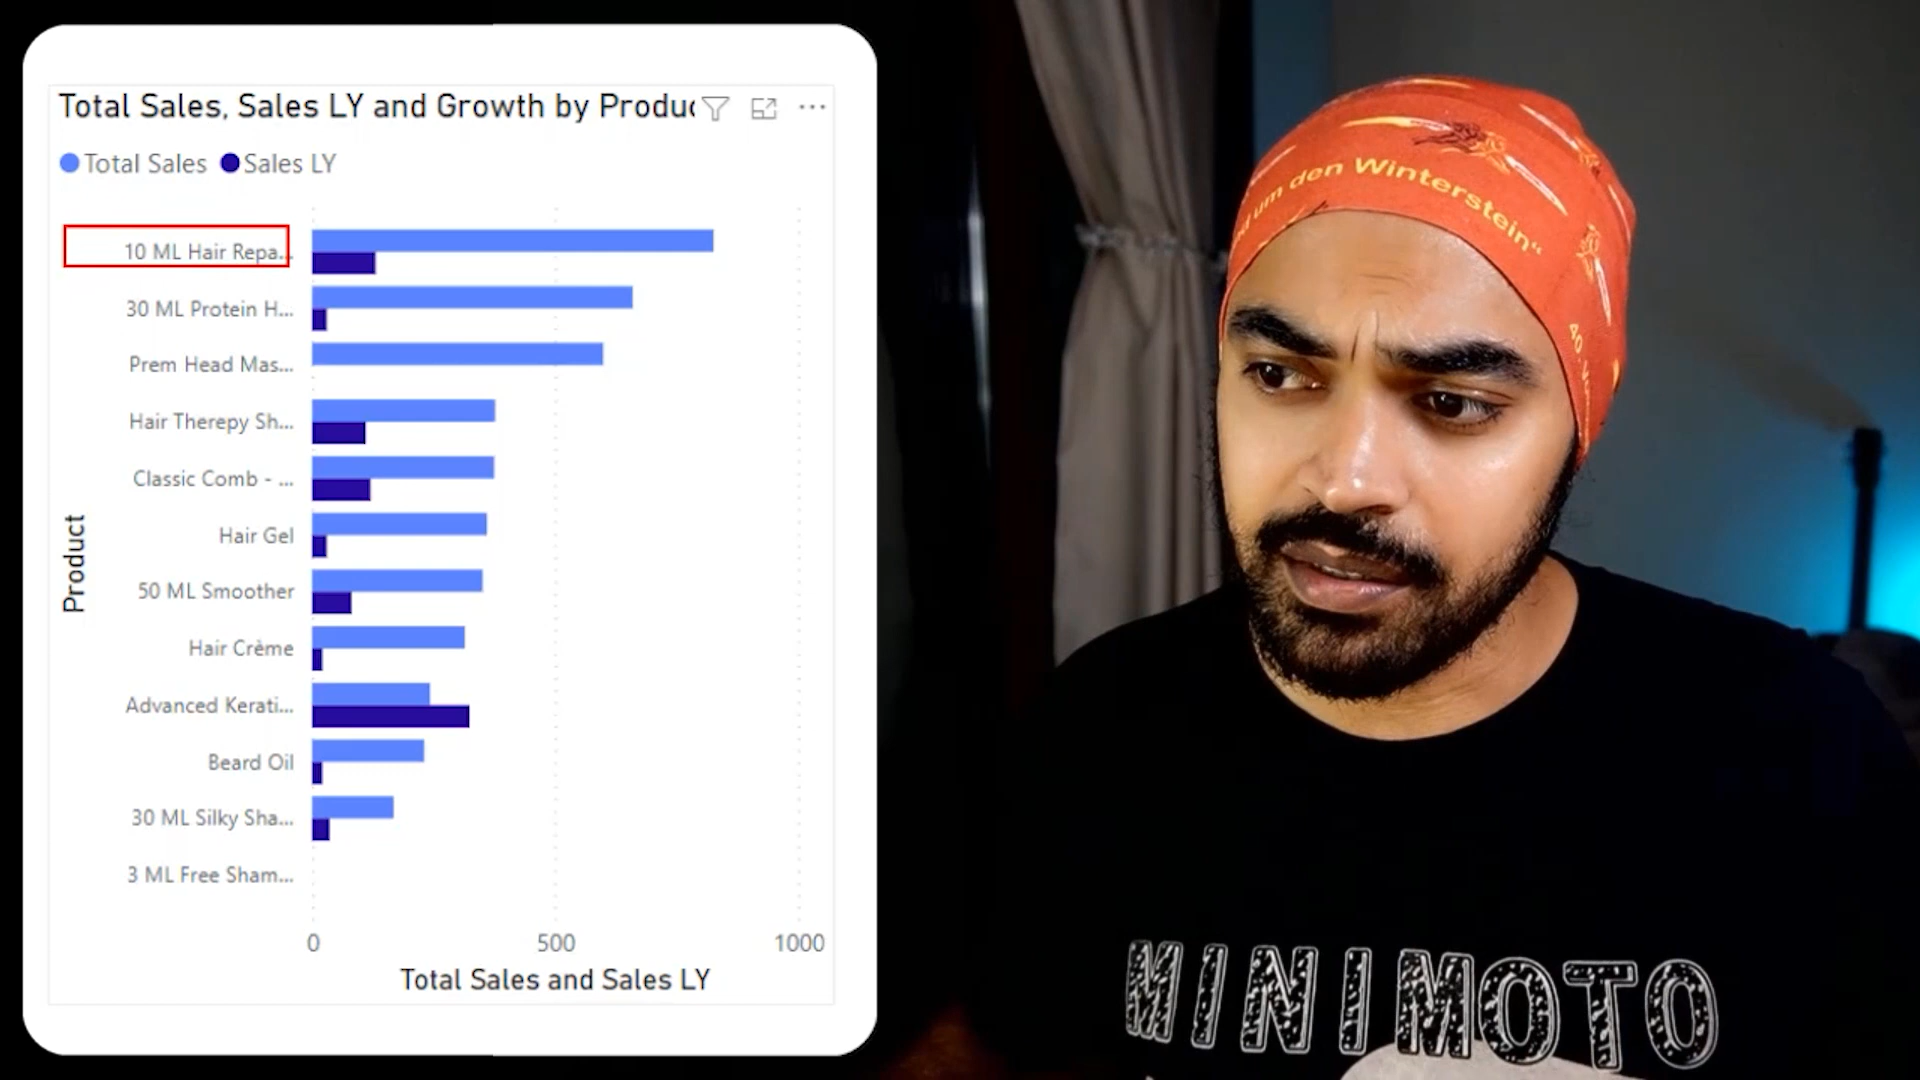 Total Sales, Sales LY and Growth by Produc
Total Sales Sales LY
10 ML Hair Repa...
30 ML Protein H...
Prem Head Mas...
Hair Therepy Sh...
Classic Comb - ...
Hair Gel
50 ML Smoother
Hair Crème
Advanced Kerati...
Beard Oil
30 ML Silky Sha...
3 ML Free Sham...
Product
0 500 1000
Total Sales and Sales LY
um den Winterstein“
40.
MINIMOTO